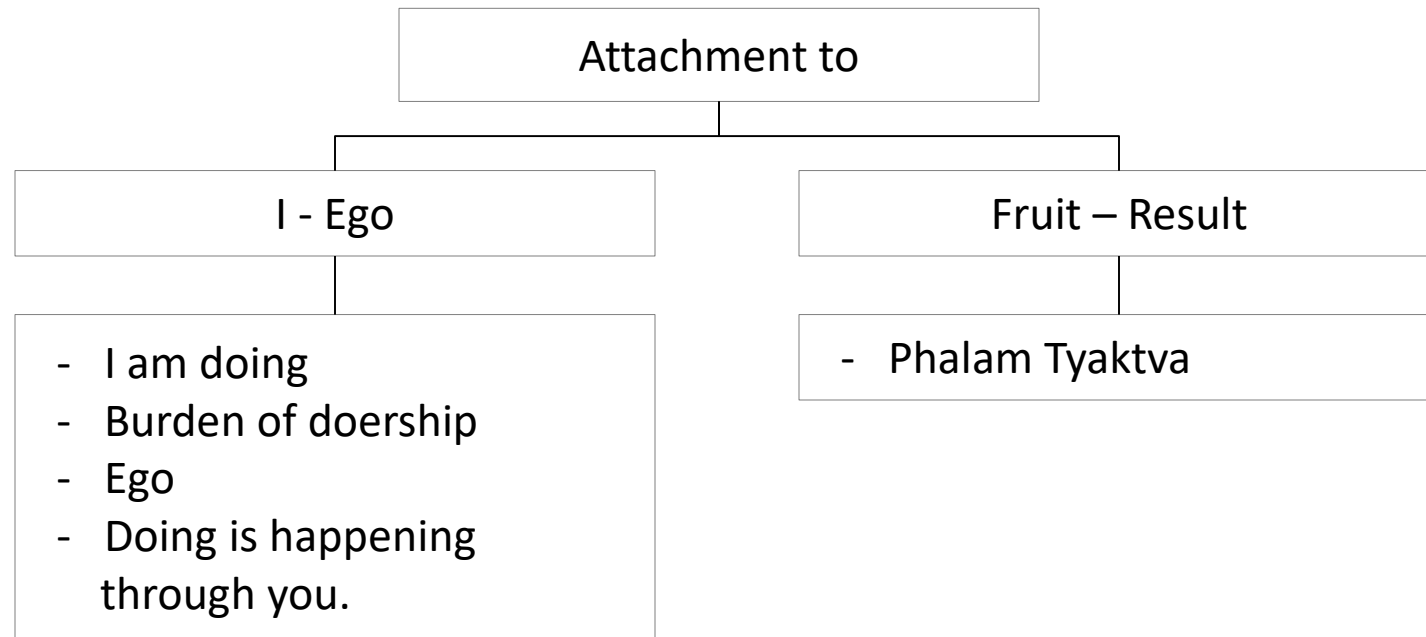 Attachment to
I - Ego
Fruit – Result
- I am doing
- Burden of doership
- Ego
- Doing is happening
through you.
- Phalam Tyaktva